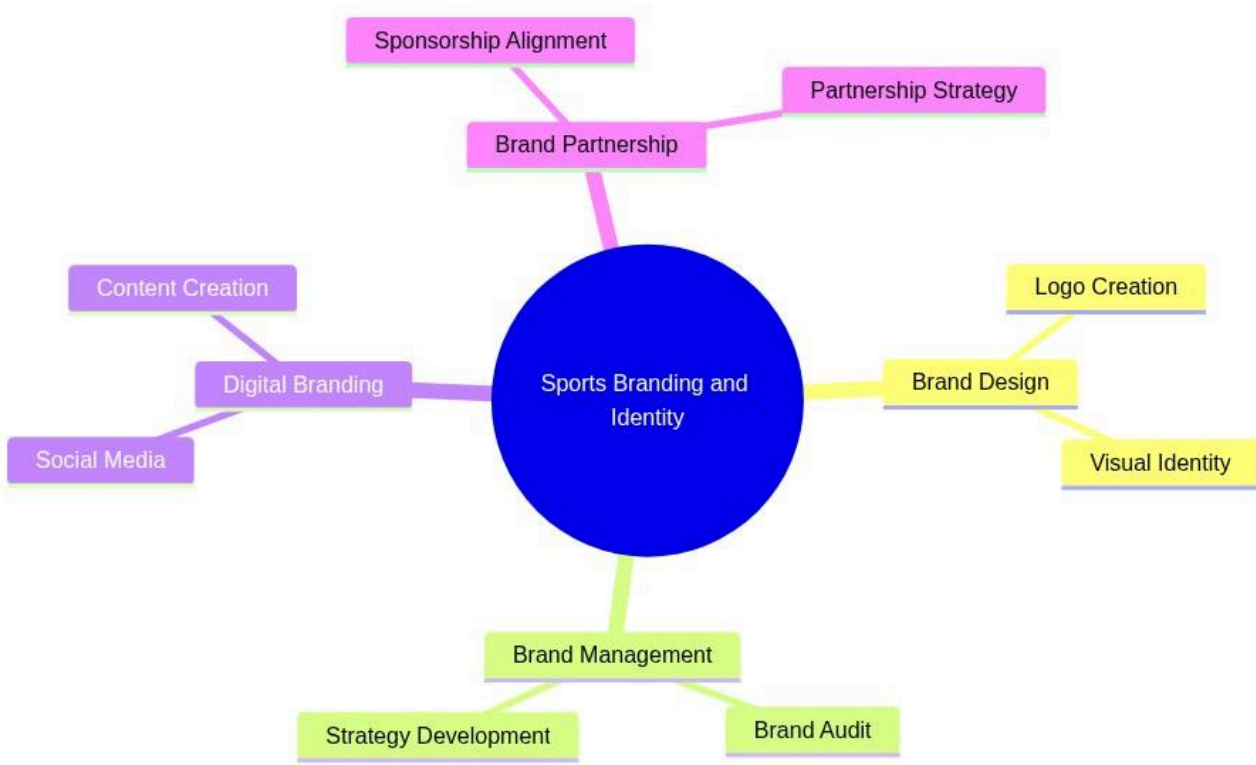 Sponsorship Alignment
Partnership Strategy
Brand Partnership
Content Creation
Logo Creation
Digital Branding
Sports Branding and
Identity
Brand Design
Social Media
Visual Identity
Brand Management
Strategy Development
Brand Audit